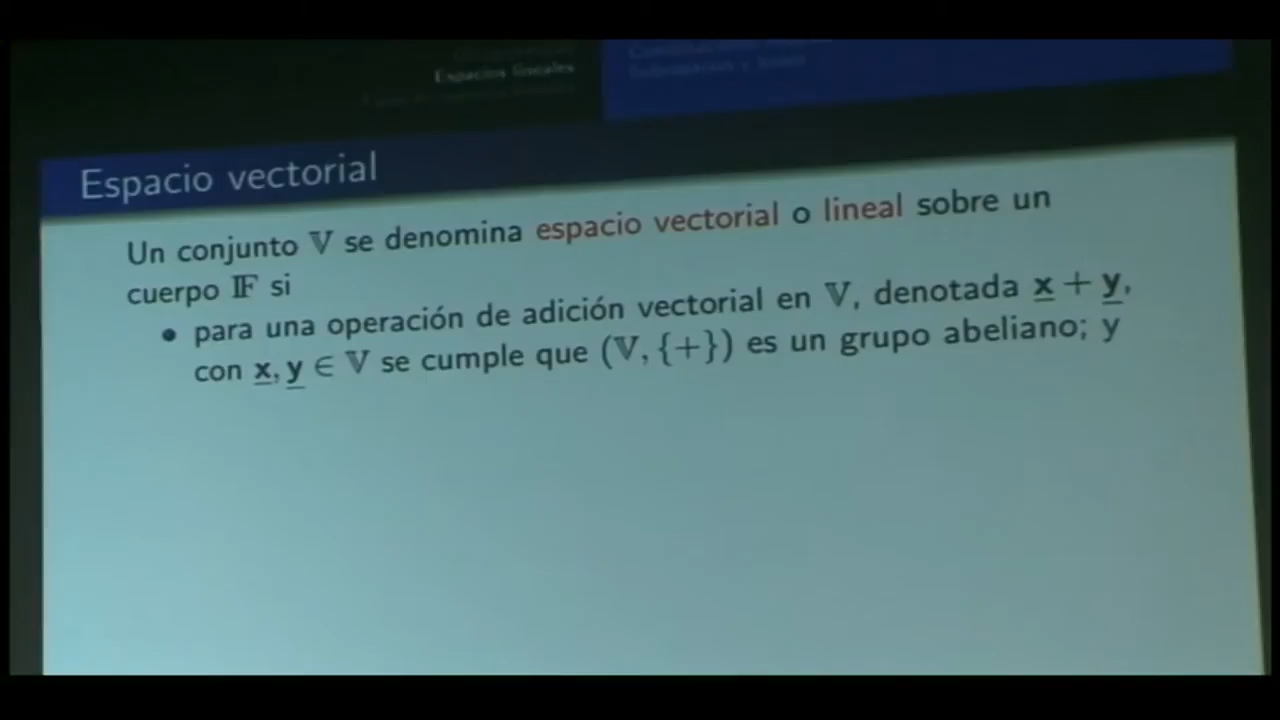 Espacios lineales
Espacio vectorial
Un conjunto 𝕍 se denomina espacio vectorial o lineal sobre un
cuerpo 𝔽 si
• para una operación de adición vectorial en 𝕍, denotada x + y,
con x, y ∈ 𝕍 se cumple que (𝕍, {+}) es un grupo abeliano; y